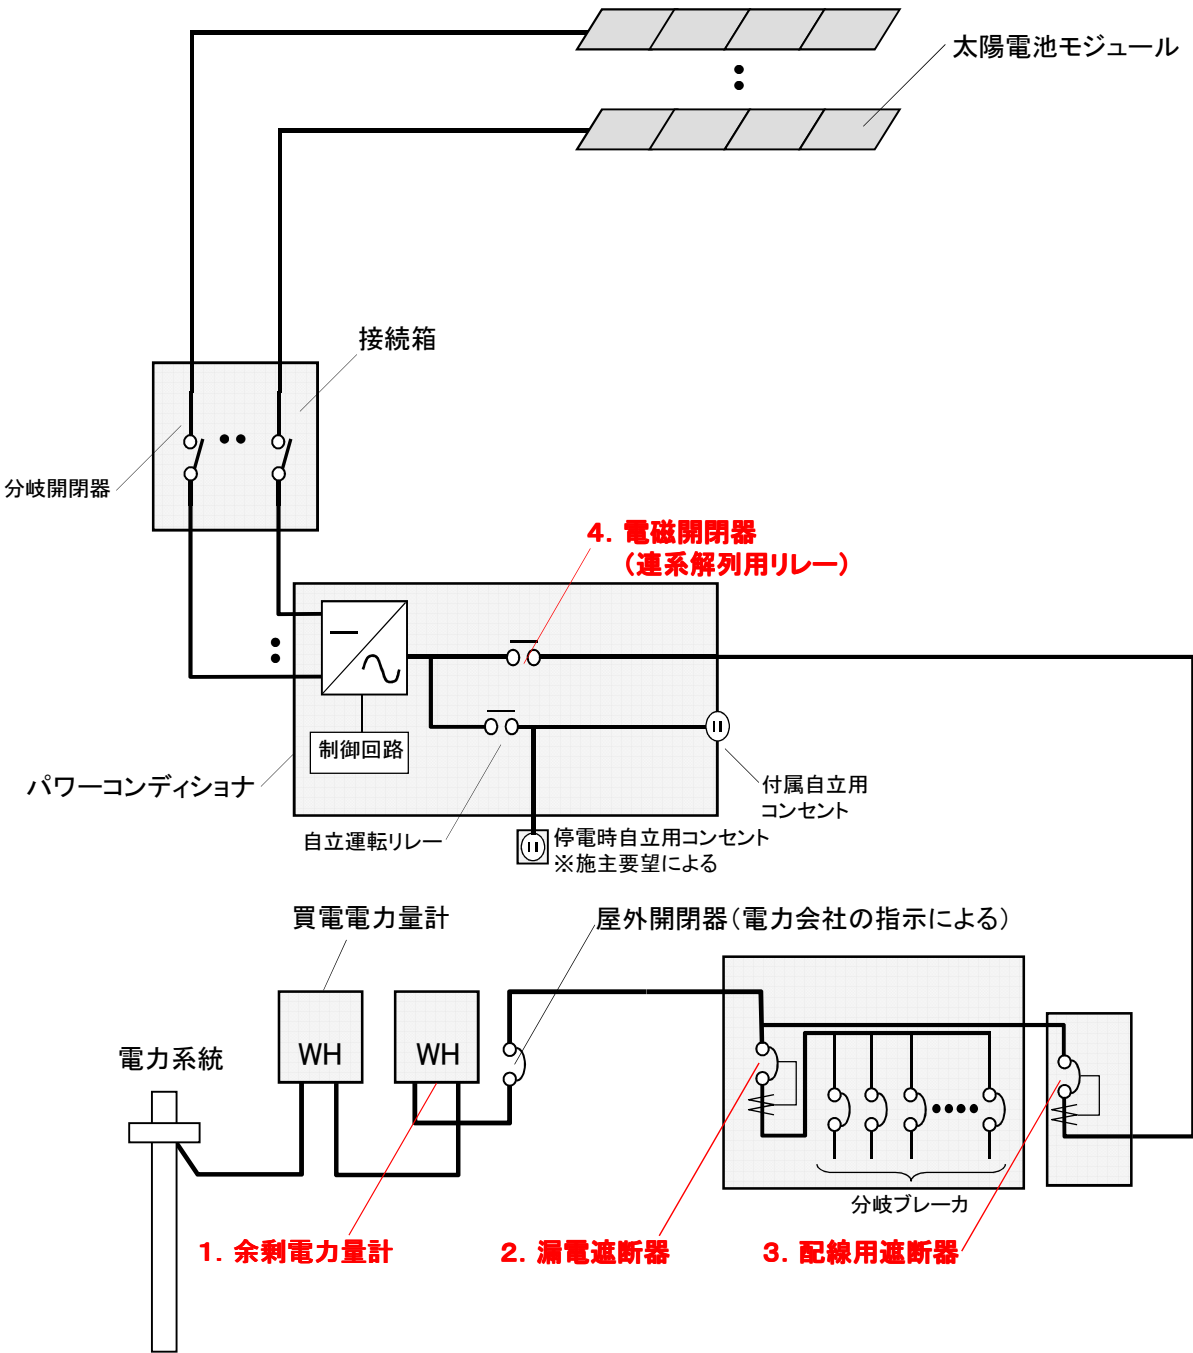 太陽電池モジュール
接続箱
分岐開閉器
4．電磁開閉器
（連系解列用リレー）
制御回路
パワーコンディショナ
付属自立用
コンセント
自立運転リレー
停電時自立用コンセント
※施主要望による
買電電力量計
屋外開閉器（電力会社の指示による）
WH
WH
電力系統
分岐ブレーカ
1．余剰電力量計
2．漏電遮断器
3．配線用遮断器